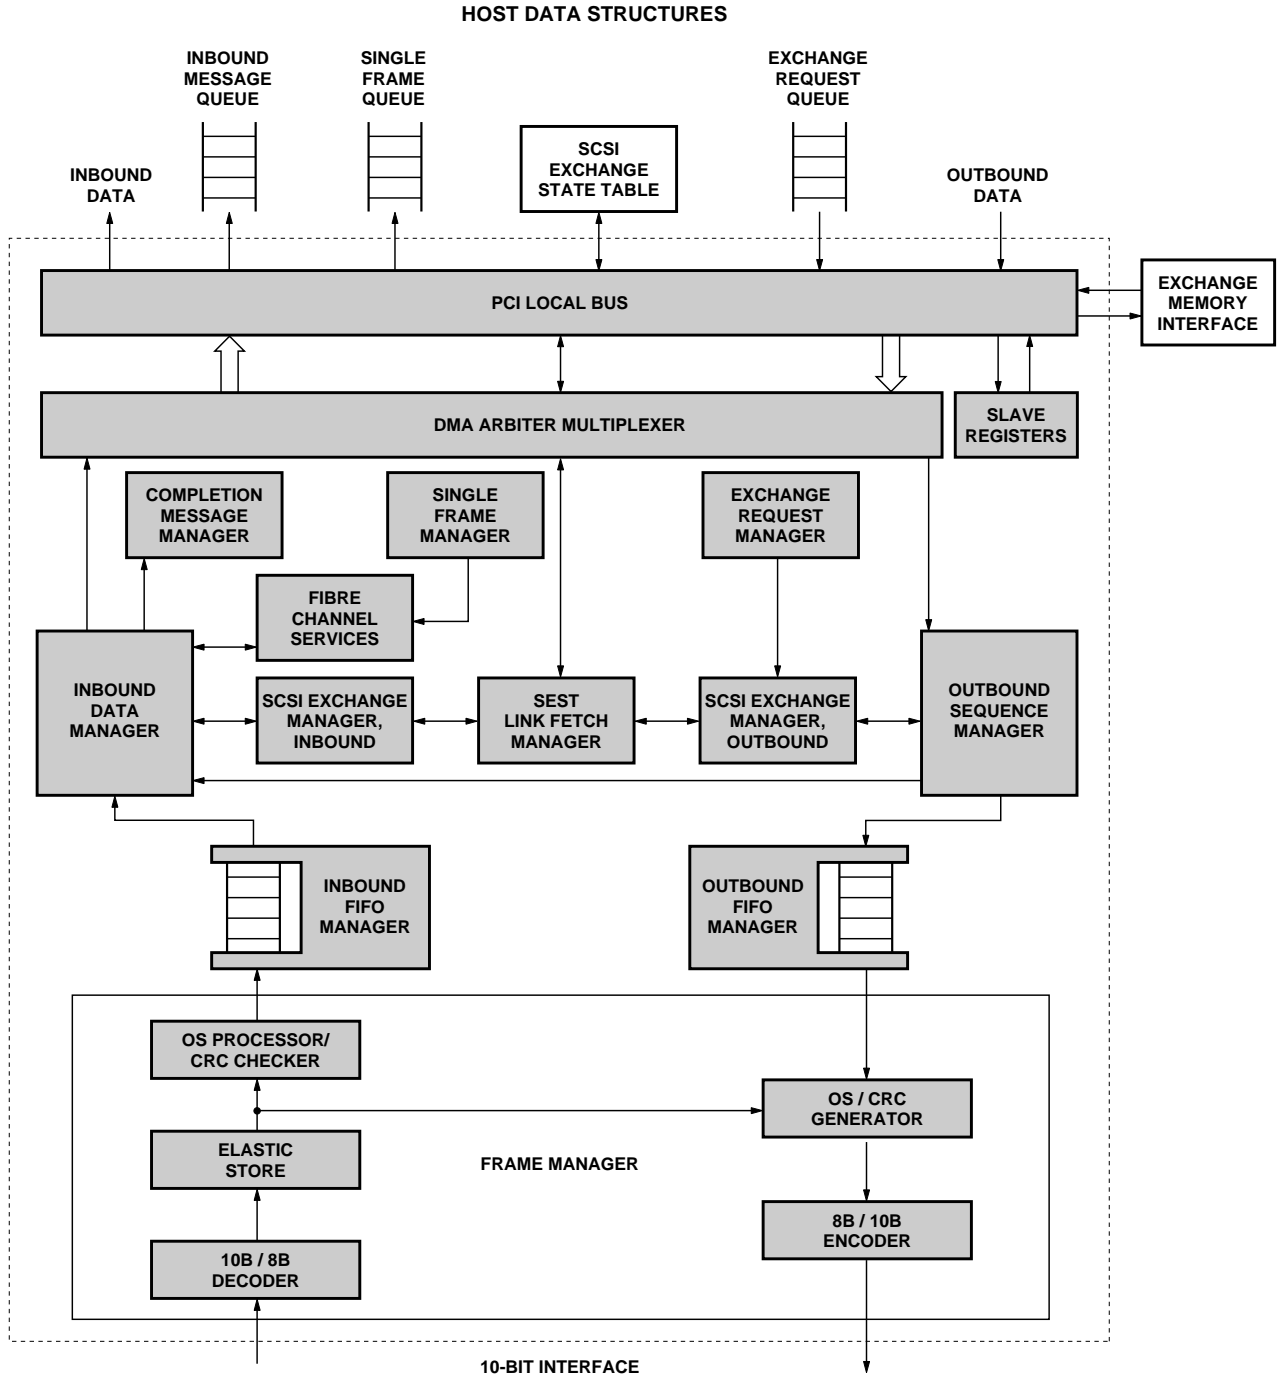 HOST DATA STRUCTURES
INBOUND
MESSAGE
QUEUE
SINGLE
FRAME
QUEUE
EXCHANGE
REQUEST
QUEUE
INBOUND
DATA
SCSI
EXCHANGE
STATE TABLE
OUTBOUND
DATA
PCI LOCAL BUS
EXCHANGE
MEMORY
INTERFACE
DMA ARBITER MULTIPLEXER
SLAVE
REGISTERS
COMPLETION
MESSAGE
MANAGER
SINGLE
FRAME
MANAGER
EXCHANGE
REQUEST
MANAGER
FIBRE
CHANNEL
SERVICES
INBOUND
DATA
MANAGER
SCSI EXCHANGE
MANAGER,
INBOUND
SEST
LINK FETCH
MANAGER
SCSI EXCHANGE
MANAGER,
OUTBOUND
OUTBOUND
SEQUENCE
MANAGER
INBOUND
FIFO
MANAGER
OUTBOUND
FIFO
MANAGER
OS PROCESSOR/
CRC CHECKER
OS / CRC
GENERATOR
ELASTIC
STORE
FRAME MANAGER
8B / 10B
ENCODER
10B / 8B
DECODER
10-BIT INTERFACE